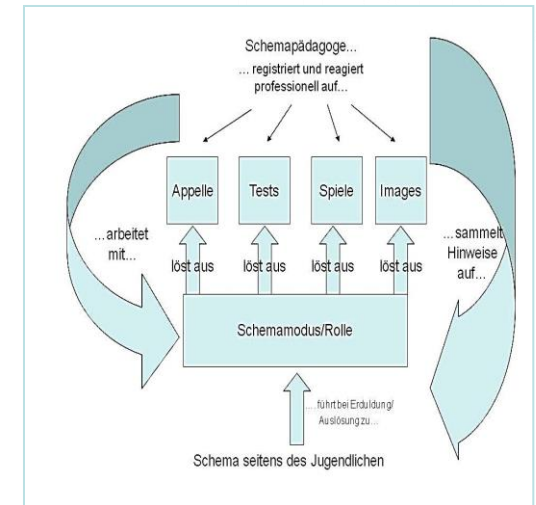 Schemapädagoge…
… registriert und reagiert
professionell auf…
Appelle
Tests
Spiele
Images
…arbeitet
mit…
…sammelt
Hinweise
auf…
löst aus
löst aus
löst aus
löst aus
Schemamodus/Rolle
….führt bei Erduldung/
Auslösung zu…
Schema seitens des Jugendlichen